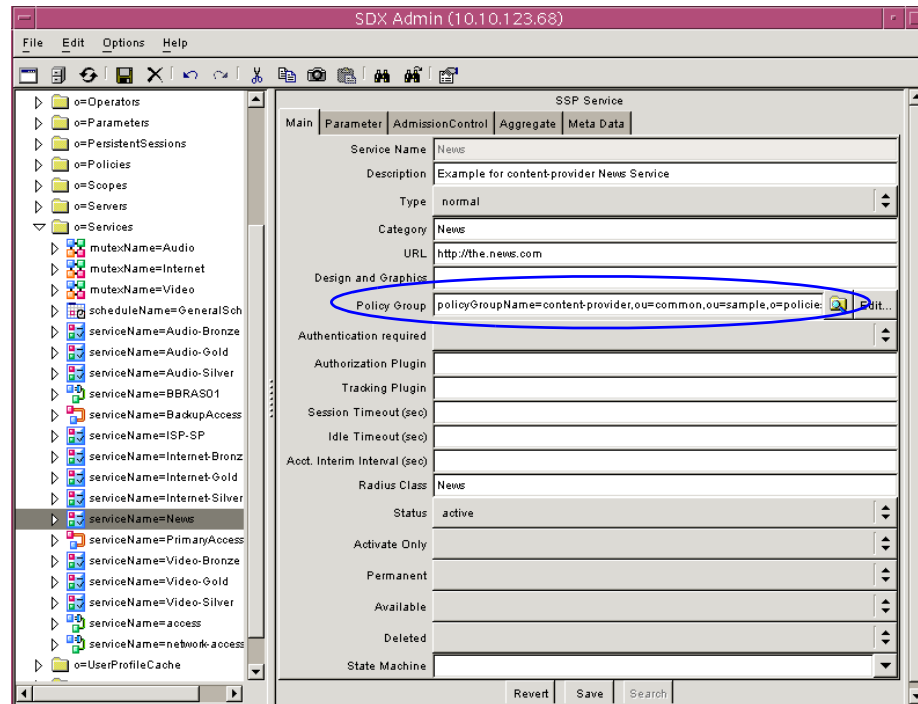 SDX Admin (10.10.123.68)
File Edit Options Help
o=Operators
o=Parameters
o=PersistentSessions
o=Policies
o=Scopes
o=Servers
o=Services
mutexName=Audio
mutexName=Internet
mutexName=Video
scheduleName=GeneralSch
serviceName=Audio-Bronze
serviceName=Audio-Gold
serviceName=Audio-Silver
serviceName=BBRAS01
serviceName=BackupAccess
serviceName=ISP-SP
serviceName=Internet-Bronz
serviceName=Internet-Gold
serviceName=Internet-Silver
serviceName=News
serviceName=PrimaryAccess
serviceName=Video-Bronze
serviceName=Video-Gold
serviceName=Video-Silver
serviceName=access
serviceName=network-access
o=UserProfileCache
SSP Service
Main Parameter AdmissionControl Aggregate Meta Data
Service Name News
Description Example for content-provider News Service
Type normal
Category News
URL http://the.news.com
Design and Graphics
Policy Group policyGroupName=content-provider,ou=common,ou=sample,o=policies Edit...
Authentication required
Authorization Plugin
Tracking Plugin
Session Timeout (sec)
Idle Timeout (sec)
Acct. Interim Interval (sec)
Radius Class News
Status active
Activate Only
Permanent
Available
Deleted
State Machine
Revert Save Search